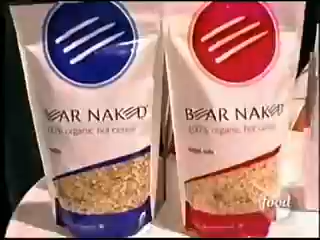 BEAR NAKED
100% organic hot cereal
BEAR NAKED
100% organic hot cereal
food